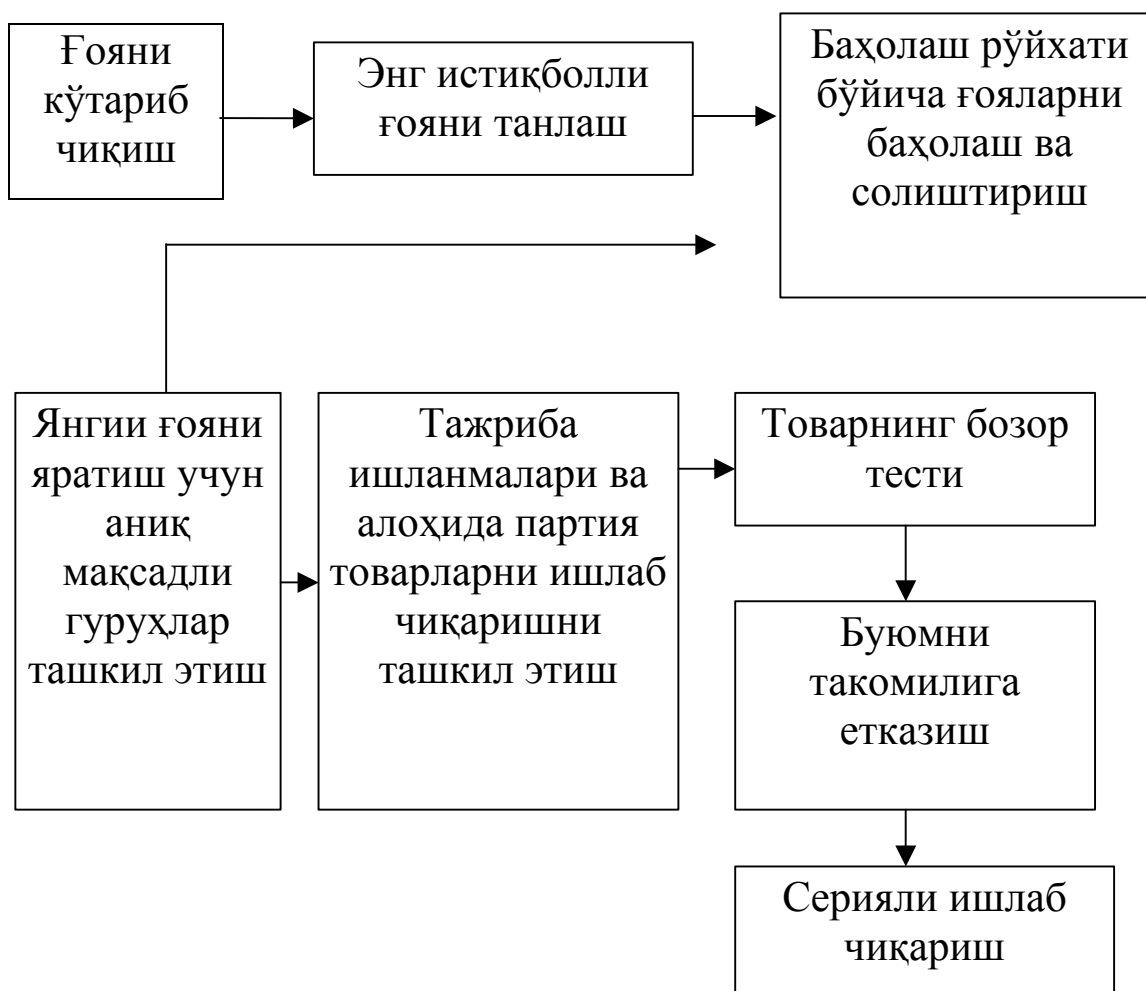 Ғояни
кўтариб
чиқиш
Энг истиқболли
ғояни танлаш
Баҳолаш рўйхати
бўйича ғояларни
баҳолаш ва
солиштириш
Янгии ғояни
яратиш учун
аниқ
мақсадли
гуруҳлар
ташкил этиш
Тажриба
ишланмалари ва
алоҳида партия
товарларни ишлаб
чиқаришни
ташкил этиш
Товарнинг бозор
тести
Буюмни
такомилига
етказиш
Серияли ишлаб
чиқариш